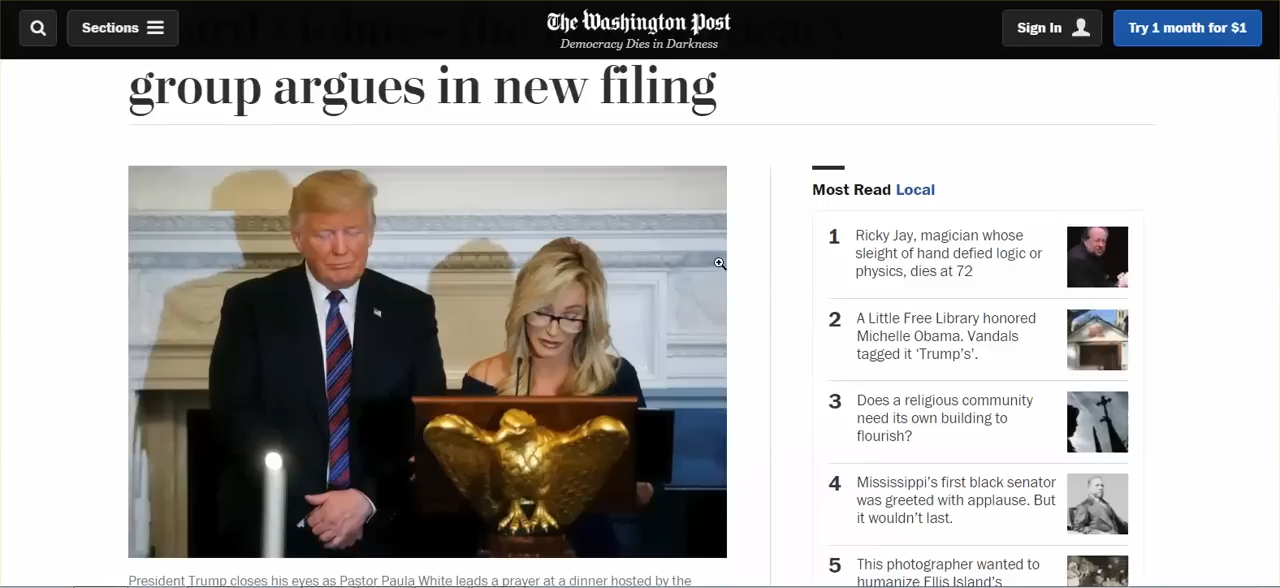 Sections
The Washington Post
Democracy Dies in Darkness
Sign In
Try 1 month for $1
group argues in new filing
Most Read Local
1
Ricky Jay, magician whose
sleight of hand defied logic or
physics, dies at 72
2
A Little Free Library honored
Michelle Obama. Vandals
tagged it ‘Trump’s’.
3
Does a religious community
need its own building to
flourish?
4
Mississippi’s first black senator
was greeted with applause. But
it wouldn’t last.
5
This photographer wanted to
humanize Ellis Island’s
President Trump closes his eyes as Pastor Paula White leads a prayer at a dinner hosted by the